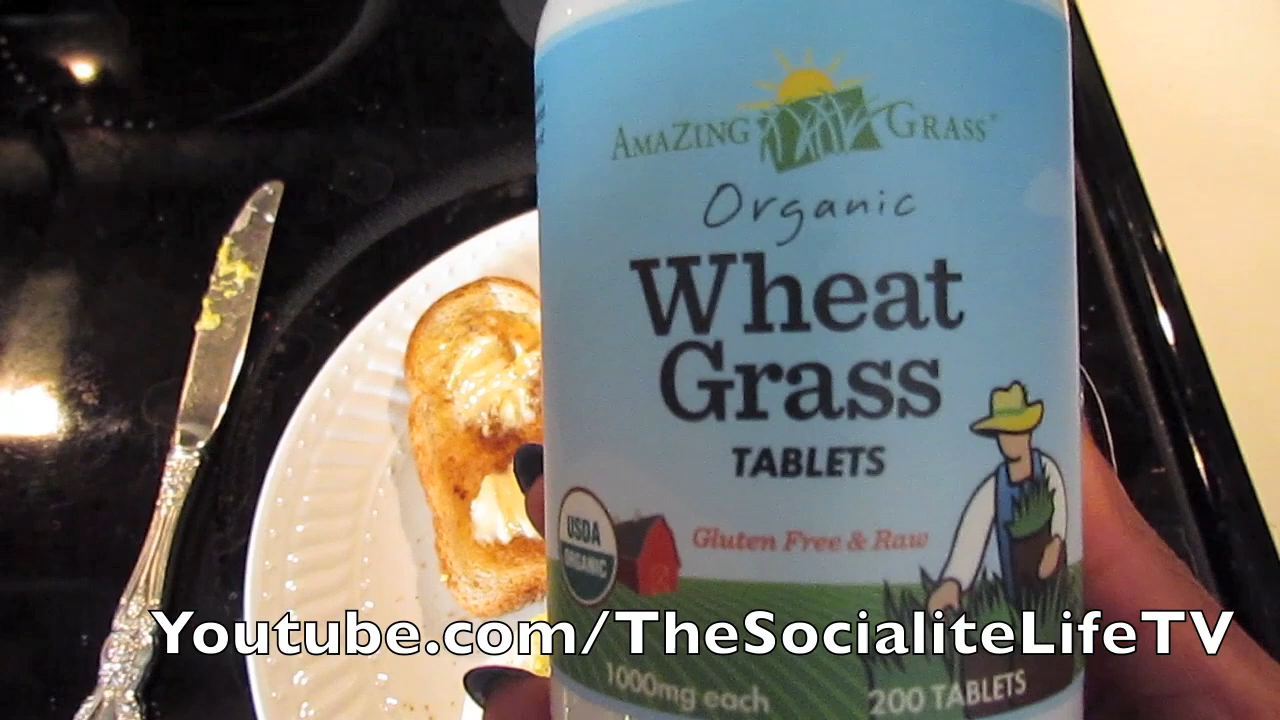 AMAZING GRASS
Organic
Wheat
Grass
TABLETS
USDA
ORGANIC
Gluten Free & Raw
Youtube.com/TheSocialiteLifeTV
1000mg each
200 TABLETS